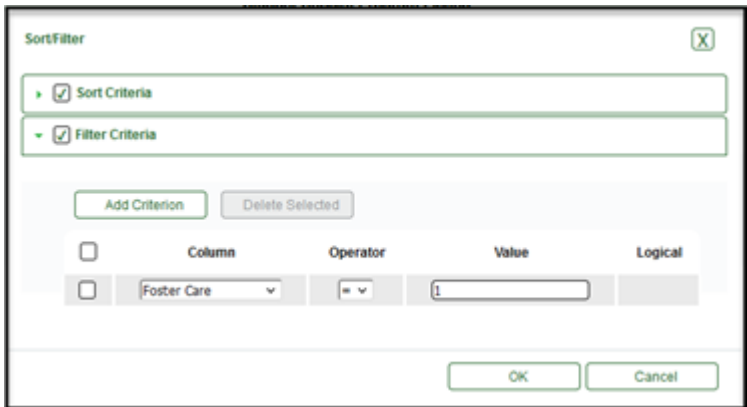 Sort/Filter
X
Sort Criteria
Filter Criteria
Add Criterion Delete Selected
Column Operator Value Logical
Foster Care = 1
OK Cancel